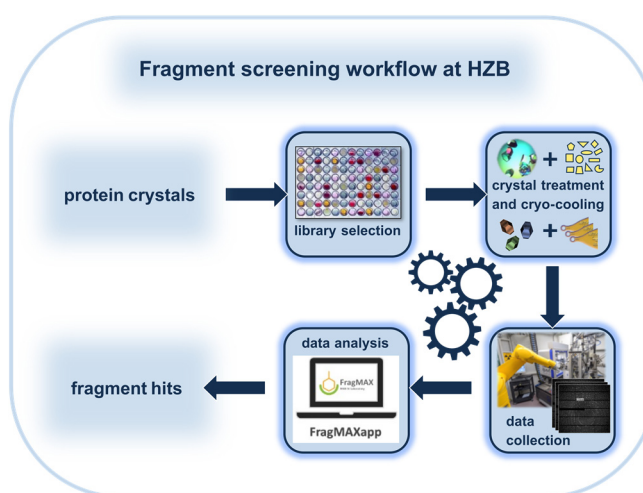 Fragment screening workflow at HZB
protein crystals
library selection
+
crystal treatment
and cryo-cooling
+
data analysis
FragMAX
FragMAXapp
fragment hits
data
collection